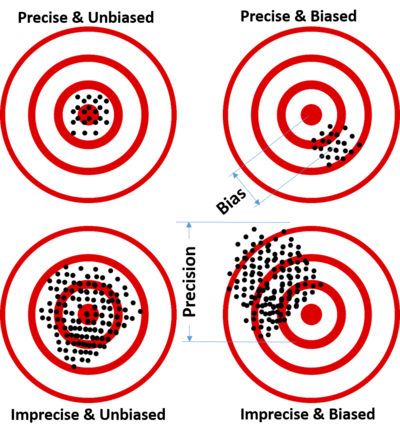 Precise & Unbiased
Precise & Biased
Bias
Precision
Imprecise & Unbiased
Imprecise & Biased